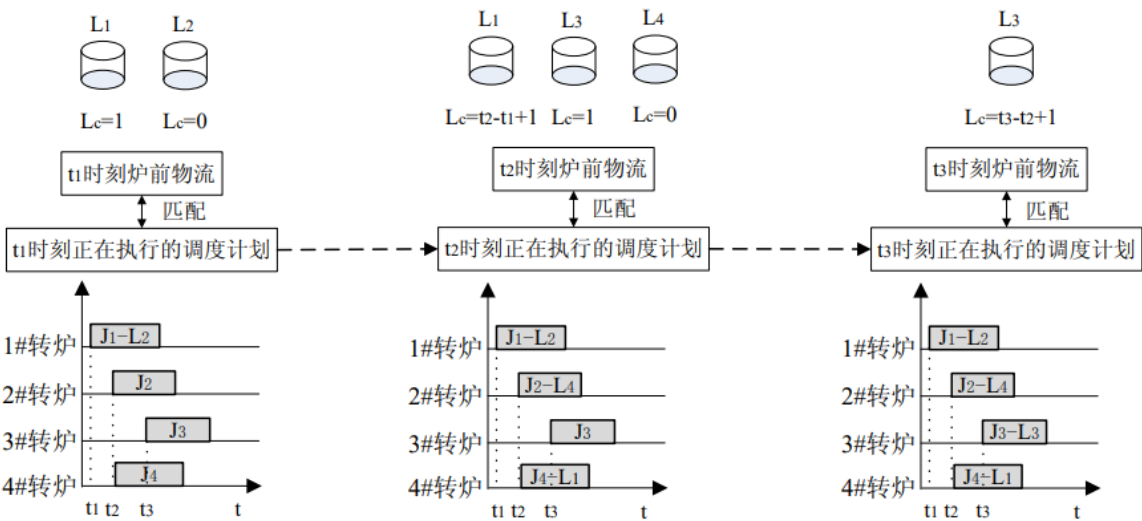 L1 L2
L1 L3 L4
L3
Lc=1 Lc=0
Lc=t2-t1+1 Lc=1 Lc=0
Lc=t3-t2+1
t1时刻炉前物流
t2时刻炉前物流
t3时刻炉前物流
匹配
匹配
匹配
t1时刻正在执行的调度计划
t2时刻正在执行的调度计划
t3时刻正在执行的调度计划
1#转炉 J1-L2
2#转炉 J2
3#转炉 J3
4#转炉 J4
t1 t2 t3 t
1#转炉 J1-L2
2#转炉 J2-L4
3#转炉 J3
4#转炉 J4-L1
t1 t2 t3 t
1#转炉 J1-L2
2#转炉 J2-L4
3#转炉 J3-L3
4#转炉 J4-L1
t1 t2 t3 t